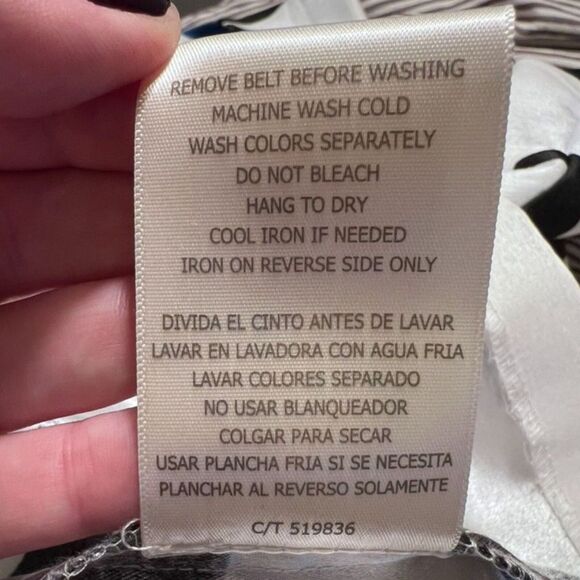 REMOVE BELT BEFORE WASHING
MACHINE WASH COLD
WASH COLORS SEPARATELY
DO NOT BLEACH
HANG TO DRY
COOL IRON IF NEEDED
IRON ON REVERSE SIDE ONLY
DIVIDA EL CINTO ANTES DE LAVAR
LAVAR EN LAVADORA CON AGUA FRIA
LAVAR COLORES SEPARADO
NO USAR BLANQUEADOR
COLGAR PARA SECAR
USAR PLANCHA FRIA SI SE NECESITA
PLANCHAR AL REVERSO SOLAMENTE
C/T 519836